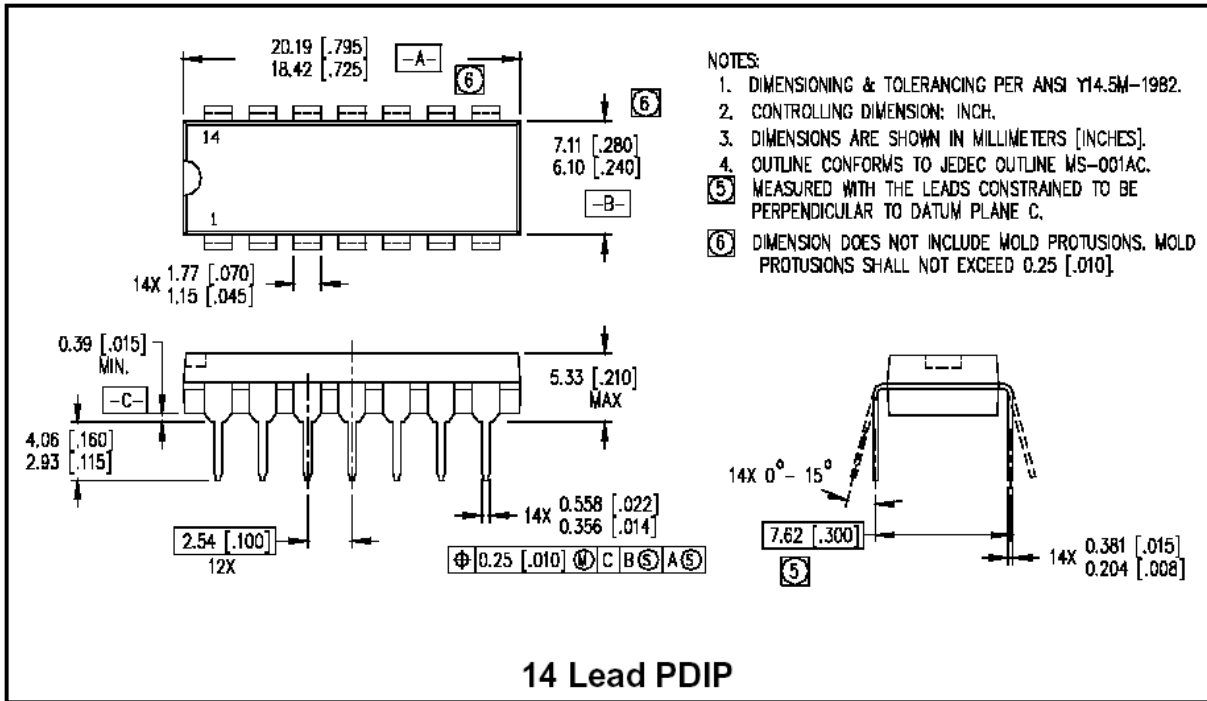 20.19 [.795]
18.42 [.725]
-A-
6
6
14
1
7.11 [.280]
6.10 [.240]
-B-
14X 1.77 [.070]
1.15 [.045]
NOTES:
1. DIMENSIONING & TOLERANCING PER ANSI Y14.5M-1982.
2. CONTROLLING DIMENSION: INCH.
3. DIMENSIONS ARE SHOWN IN MILLIMETERS [INCHES].
4. OUTLINE CONFORMS TO JEDEC OUTLINE MS-001AC.
5 MEASURED WITH THE LEADS CONSTRAINED TO BE
PERPENDICULAR TO DATUM PLANE C.
6 DIMENSION DOES NOT INCLUDE MOLD PROTUSIONS. MOLD
PROTUSIONS SHALL NOT EXCEED 0.25 [.010].
0.39 [.015]
MIN.
-C-
4.06 [.160]
2.93 [.115]
5.33 [.210]
MAX
2.54 [.100]
12X
14X 0.558 [.022]
0.356 [.014]
⌖ 0.25 [.010] Ⓜ C B Ⓢ A Ⓢ
14X 0° - 15°
7.62 [.300]
5
14X 0.381 [.015]
0.204 [.008]
14 Lead PDIP